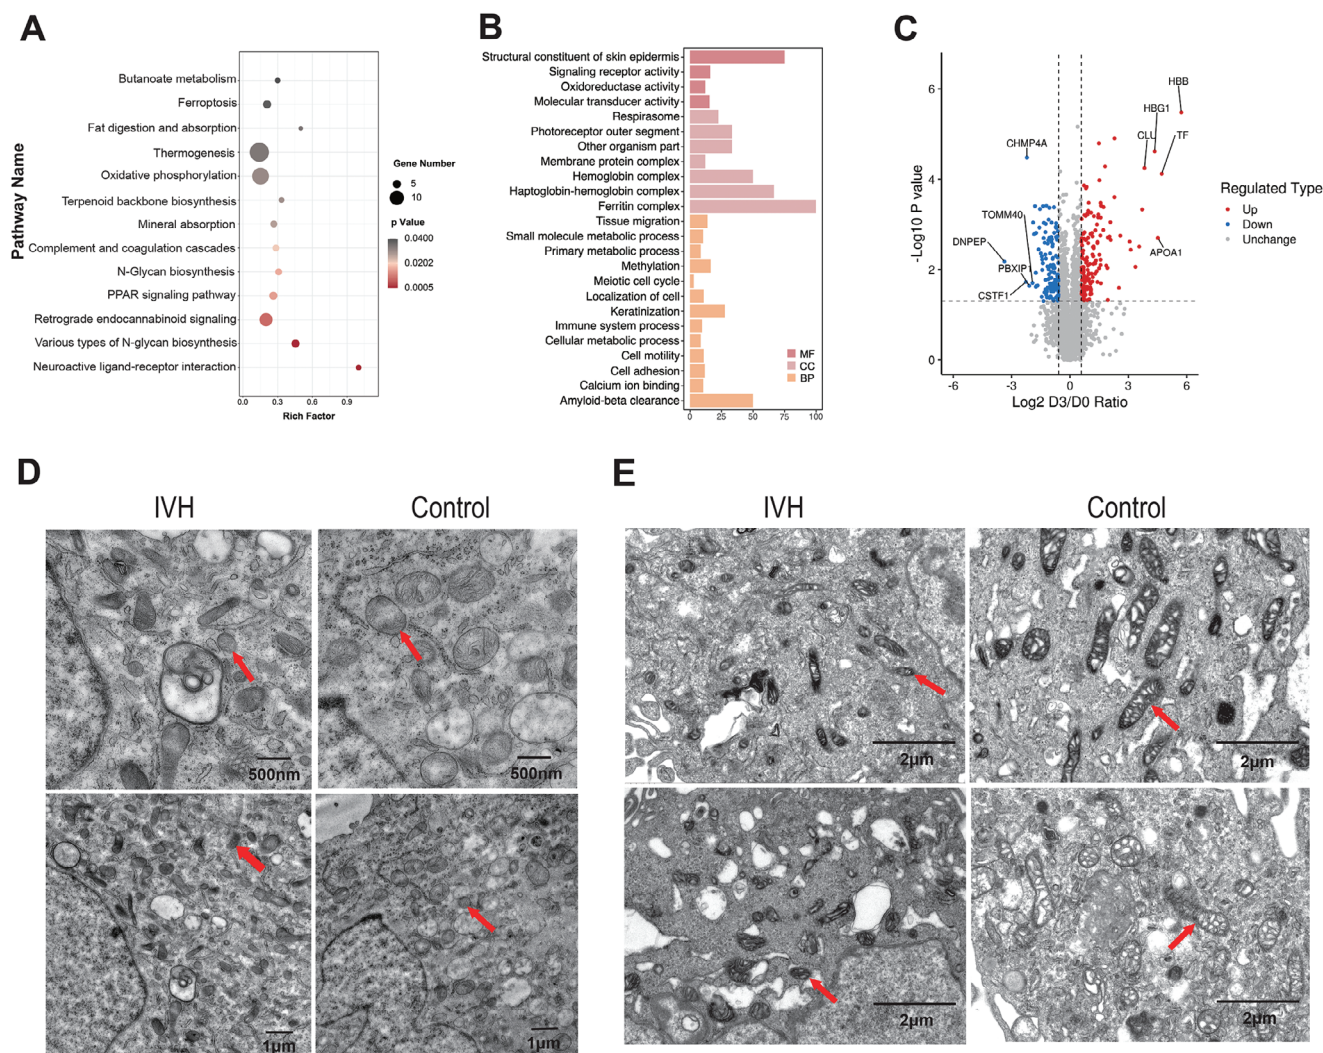 A
Pathway Name
Butanoate metabolism
Ferroptosis
Fat digestion and absorption
Thermogenesis
Oxidative phosphorylation
Terpenoid backbone biosynthesis
Mineral absorption
Complement and coagulation cascades
N-Glycan biosynthesis
PPAR signaling pathway
Retrograde endocannabinoid signaling
Various types of N-glycan biosynthesis
Neuroactive ligand-receptor interaction
0.0 0.3 0.6 0.9
Rich Factor
Gene Number
5
10
p Value
0.0400
0.0202
0.0005
B
Structural constituent of skin epidermis
Signaling receptor activity
Oxidoreductase activity
Molecular transducer activity
Respirasome
Photoreceptor outer segment
Other organism part
Membrane protein complex
Hemoglobin complex
Haptoglobin-hemoglobin complex
Ferritin complex
Tissue migration
Small molecule metabolic process
Primary metabolic process
Methylation
Meiotic cell cycle
Localization of cell
Keratinization
Immune system process
Cellular metabolic process
Cell motility
Cell adhesion
Calcium ion binding
Amyloid-beta clearance
MF
CC
BP
0 25 50 75 100
C
-Log10 P value
6
4
2
0
HBB
HBG1
CLU
TF
CHMP4A
TOMM40
DNPEP
PBXIP1
CSTF1
APOA1
-6 -3 0 3 6
Log2 D3/D0 Ratio
Regulated Type
Up
Down
Unchange
D
IVH
Control
500nm
500nm
1μm
1μm
E
IVH
Control
2μm
2μm
2μm
2μm